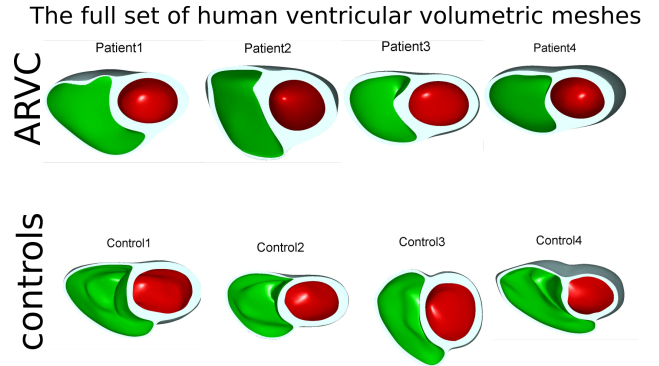 The full set of human ventricular volumetric meshes
ARVC
Patient1
Patient2
Patient3
Patient4
controls
Control1
Control2
Control3
Control4